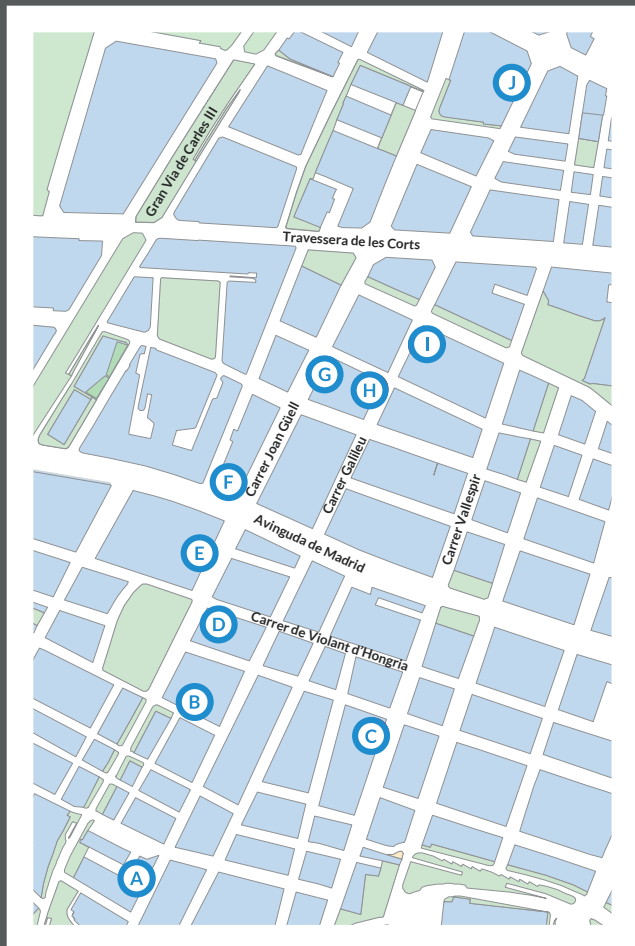 J
Gran Via de Carles III
Travessera de les Corts
I
G
H
Carrer Joan Güell
Carrer Galileu
F
Carrer Vallespir
Avinguda de Madrid
E
D
Carrer de Violant d'Hongria
B
C
A